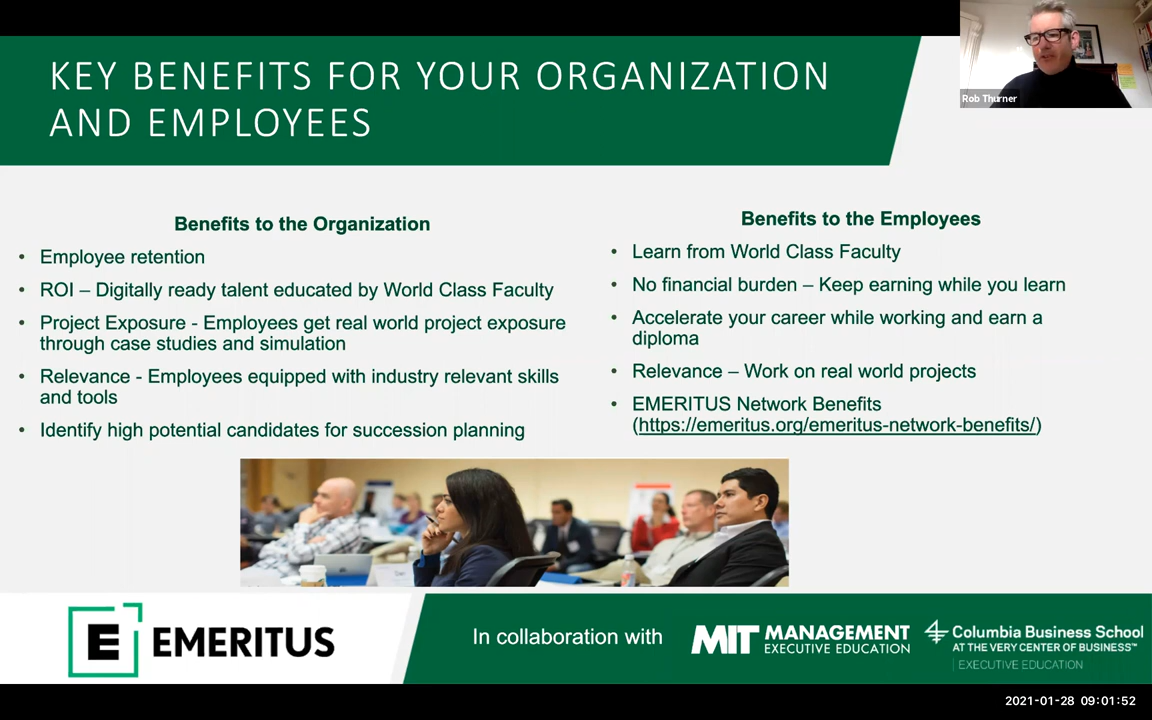 KEY BENEFITS FOR YOUR ORGANIZATION
AND EMPLOYEES
Rob Thurner
Benefits to the Organization
• Employee retention
• ROI – Digitally ready talent educated by World Class Faculty
• Project Exposure - Employees get real world project exposure
through case studies and simulation
• Relevance - Employees equipped with industry relevant skills
and tools
• Identify high potential candidates for succession planning
Benefits to the Employees
• Learn from World Class Faculty
• No financial burden – Keep earning while you learn
• Accelerate your career while working and earn a
diploma
• Relevance – Work on real world projects
• EMERITUS Network Benefits
(https://emeritus.org/emeritus-network-benefits/)
E EMERITUS
In collaboration with
MIT MANAGEMENT
EXECUTIVE EDUCATION
Columbia Business School
AT THE VERY CENTER OF BUSINESS™
EXECUTIVE EDUCATION
2021-01-28 09:01:52